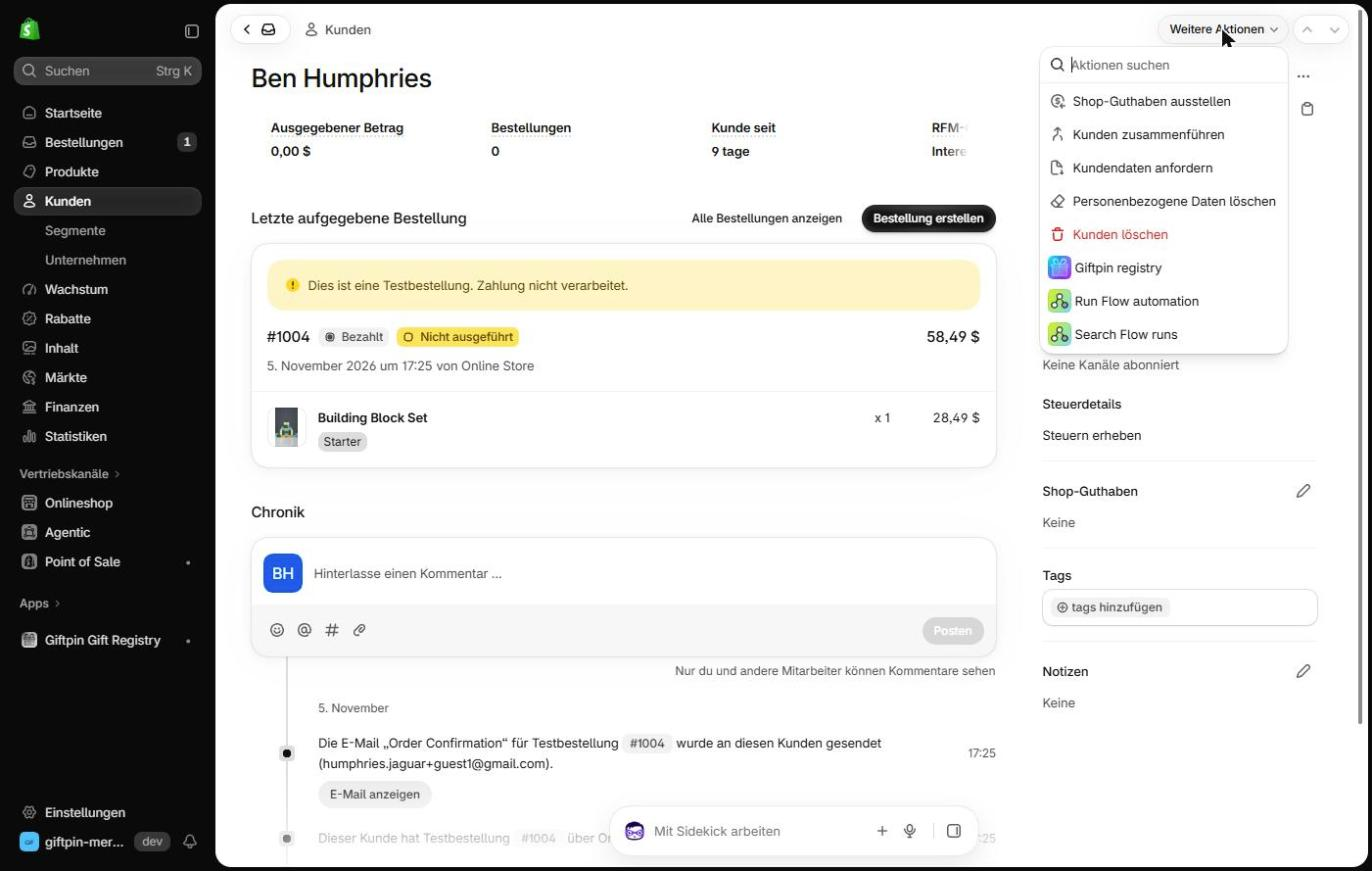 Suchen
Strg K
Startseite
Bestellungen
1
Produkte
Kunden
Segmente
Unternehmen
Wachstum
Rabatte
Inhalt
Märkte
Finanzen
Statistiken
Vertriebskanäle
Onlineshop
Agentic
Point of Sale
Apps
Giftpin Gift Registry
Einstellungen
giftpin-mer...
dev
Kunden
Weitere Aktionen
Ben Humphries
Ausgegebener Betrag
0,00 $
Bestellungen
0
Kunde seit
9 tage
RFM-
Intere
Letzte aufgegebene Bestellung
Alle Bestellungen anzeigen
Bestellung erstellen
Dies ist eine Testbestellung. Zahlung nicht verarbeitet.
#1004
Bezahlt
Nicht ausgeführt
58,49 $
5. November 2026 um 17:25 von Online Store
Building Block Set
x 1
28,49 $
Starter
Chronik
BH
Hinterlasse einen Kommentar ...
Posten
Nur du und andere Mitarbeiter können Kommentare sehen
5. November
Die E-Mail „Order Confirmation“ für Testbestellung #1004 wurde an diesen Kunden gesendet
(humphries.jaguar+guest1@gmail.com).
17:25
E-Mail anzeigen
Dieser Kunde hat Testbestellung #1004 über
:25
Mit Sidekick arbeiten
Aktionen suchen
Shop-Guthaben ausstellen
Kunden zusammenführen
Kundendaten anfordern
Personenbezogene Daten löschen
Kunden löschen
Giftpin registry
Run Flow automation
Search Flow runs
Keine Kanäle abonniert
Steuerdetails
Steuern erheben
Shop-Guthaben
Keine
Tags
tags hinzufügen
Notizen
Keine